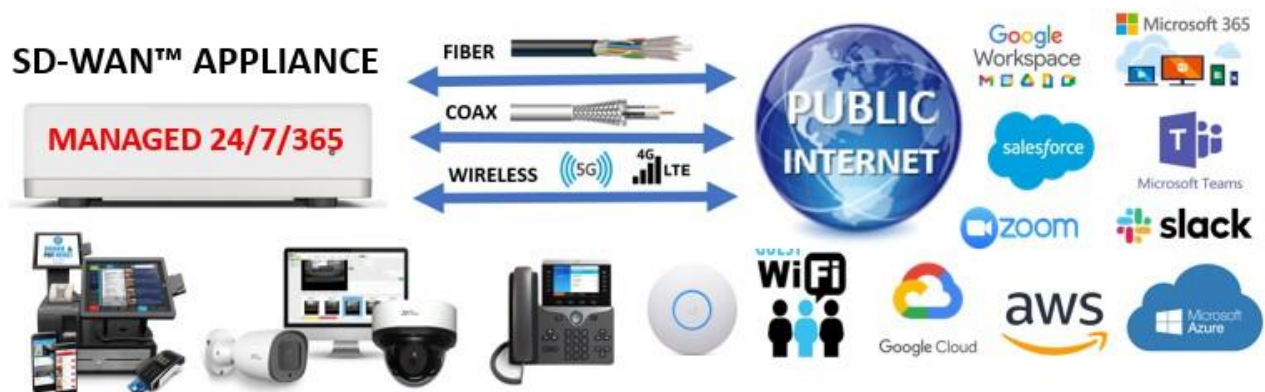 SD-WAN™ APPLIANCE
MANAGED 24/7/365
FIBER
COAX
WIRELESS
5G
4G
LTE
PUBLIC
INTERNET
Google
Workspace
Microsoft 365
salesforce
Microsoft Teams
zoom
slack
GUEST
WiFi
Google Cloud
aws
Microsoft
Azure